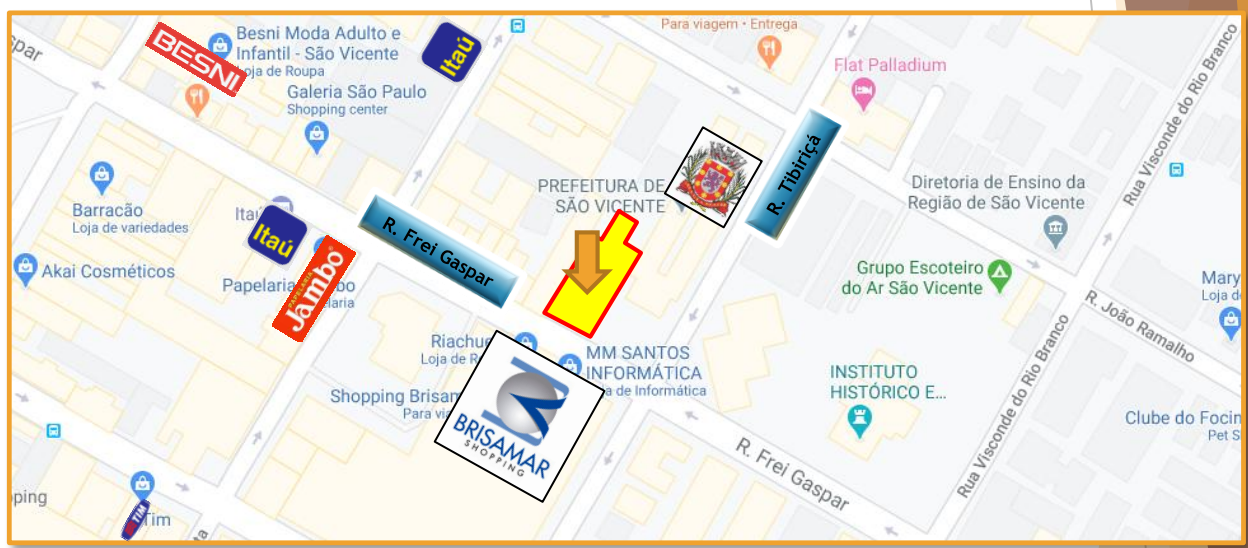 Para viagem • Entrega
BESNI
Besni Moda Adulto e
Infantil - São Vicente
Loja de Roupa
Itaú
Galeria São Paulo
Shopping center
Flat Palladium
Rua Visconde do Rio Branco
R. Tibiriçá
PREFEITURA DE
SÃO VICENTE
Diretoria de Ensino da
Região de São Vicente
Barracão
Loja de variedades
Itaú
R. Frei Gaspar
Akai Cosméticos
Papelaria
PAPELARIA
Jambo
Grupo Escoteiro
do Ar São Vicente
Mary
R. João Ramalho
Loja d
Riachue
Loja de R
MM SANTOS
INFORMÁTICA
a de Informática
INSTITUTO
HISTÓRICO E...
Shopping Brisam
Para via
BRISAMAR
SHOPPING
Rua Visconde do Rio Branco
Clube do Focin
Pet S
R. Frei Gaspar
ping
TIM
Tim